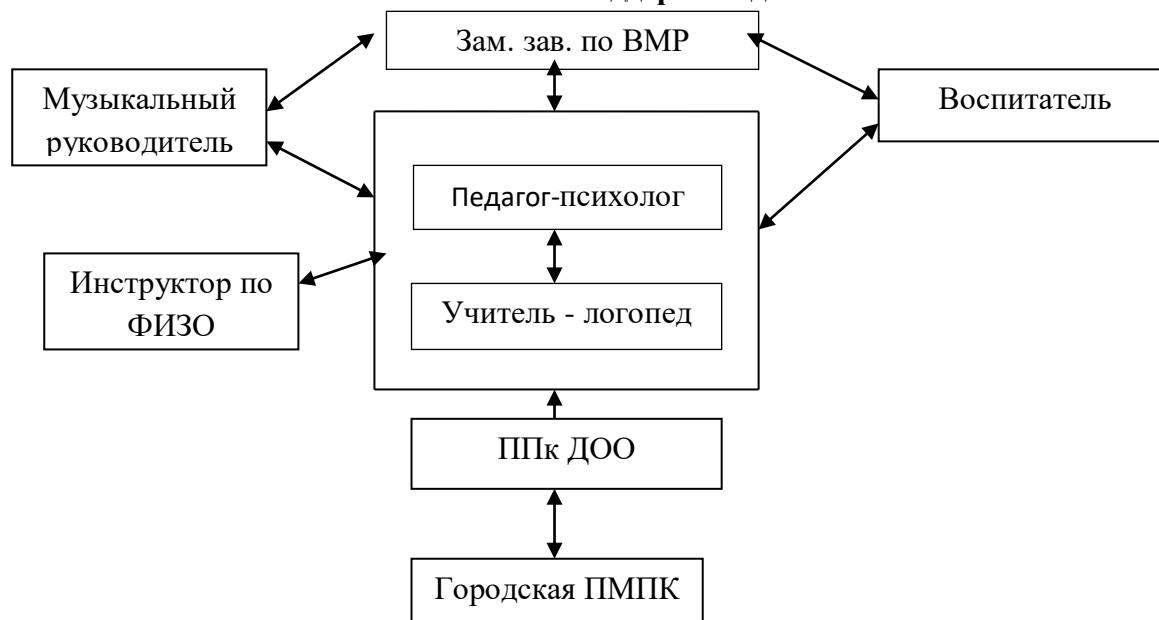 Зам. зав. по ВМР
Музыкальный
руководитель
Воспитатель
Педагог-психолог
Инструктор по
ФИЗО
Учитель - логопед
ППк ДОО
Городская ПМПК